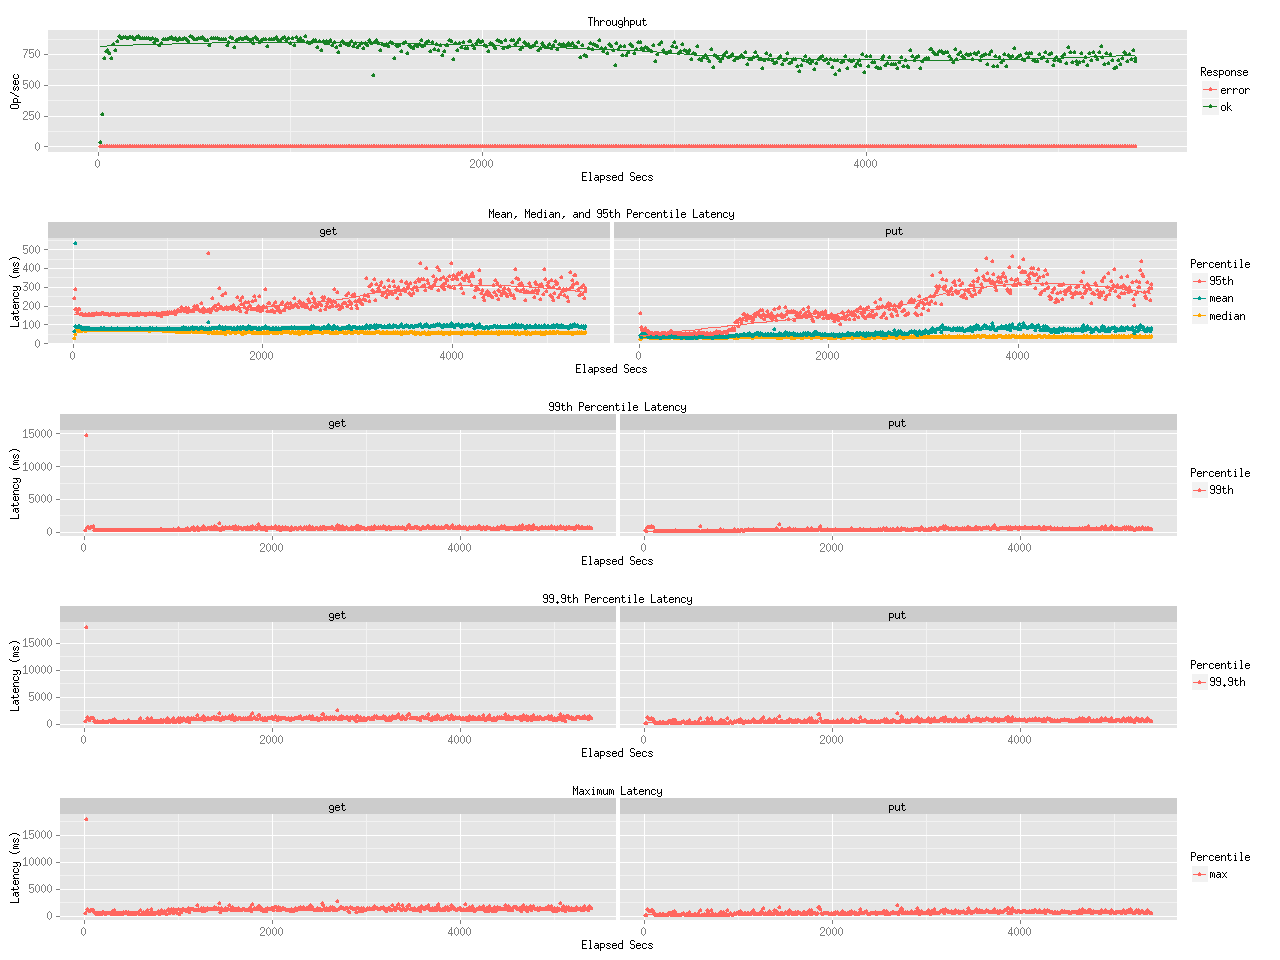 Throughput
750
500
250
0
Op/sec
0 2000 4000
Elapsed Secs
Response
error
ok
Mean, Median, and 95th Percentile Latency
get put
500
400
300
200
100
0
Latency (ms)
0 2000 4000 0 2000 4000
Elapsed Secs
Percentile
95th
mean
median
99th Percentile Latency
get put
15000
10000
5000
0
Latency (ms)
0 2000 4000 0 2000 4000
Elapsed Secs
Percentile
99th
99.9th Percentile Latency
get put
15000
10000
5000
0
Latency (ms)
0 2000 4000 0 2000 4000
Elapsed Secs
Percentile
99.9th
Maximum Latency
get put
15000
10000
5000
0
Latency (ms)
0 2000 4000 0 2000 4000
Elapsed Secs
Percentile
max